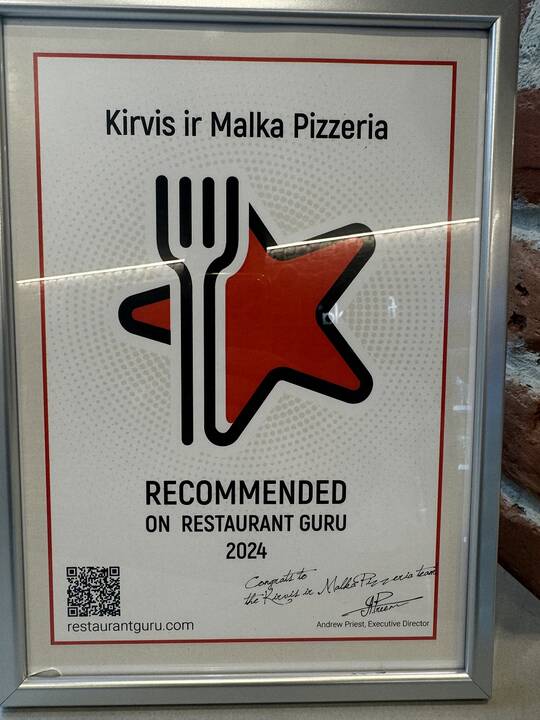 Kirvis ir Malka Pizzeria
RECOMMENDED
ON RESTAURANT GURU
2024
Congrats to
the Kirvis ir Malka Pizzeria team
restaurantguru.com
Andrew Priest, Executive Director